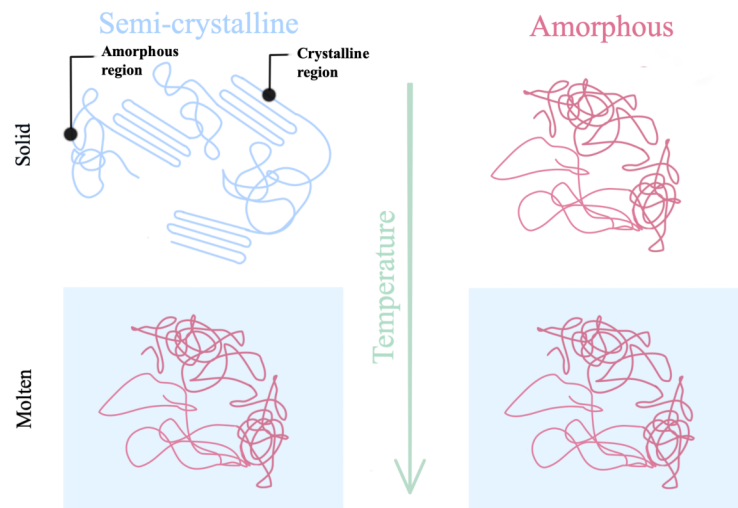 Semi-crystalline
Amorphous
Amorphous
region
Crystalline
region
Solid
Temperature
Molten